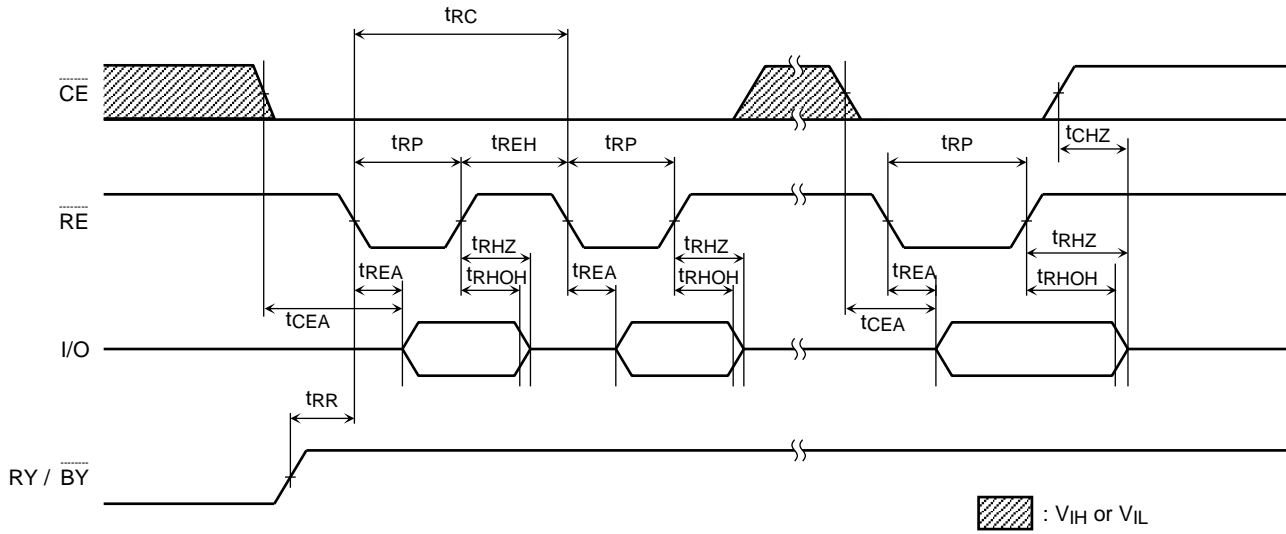 tRC
CE
tRP tREH tRP tRP tCHZ
RE
tRHZ tRHZ tRHZ
tREA tREA tREA
tRHOH tRHOH tRHOH
tCEA tCEA
I/O
tRR
RY / BY
: VIH or VIL